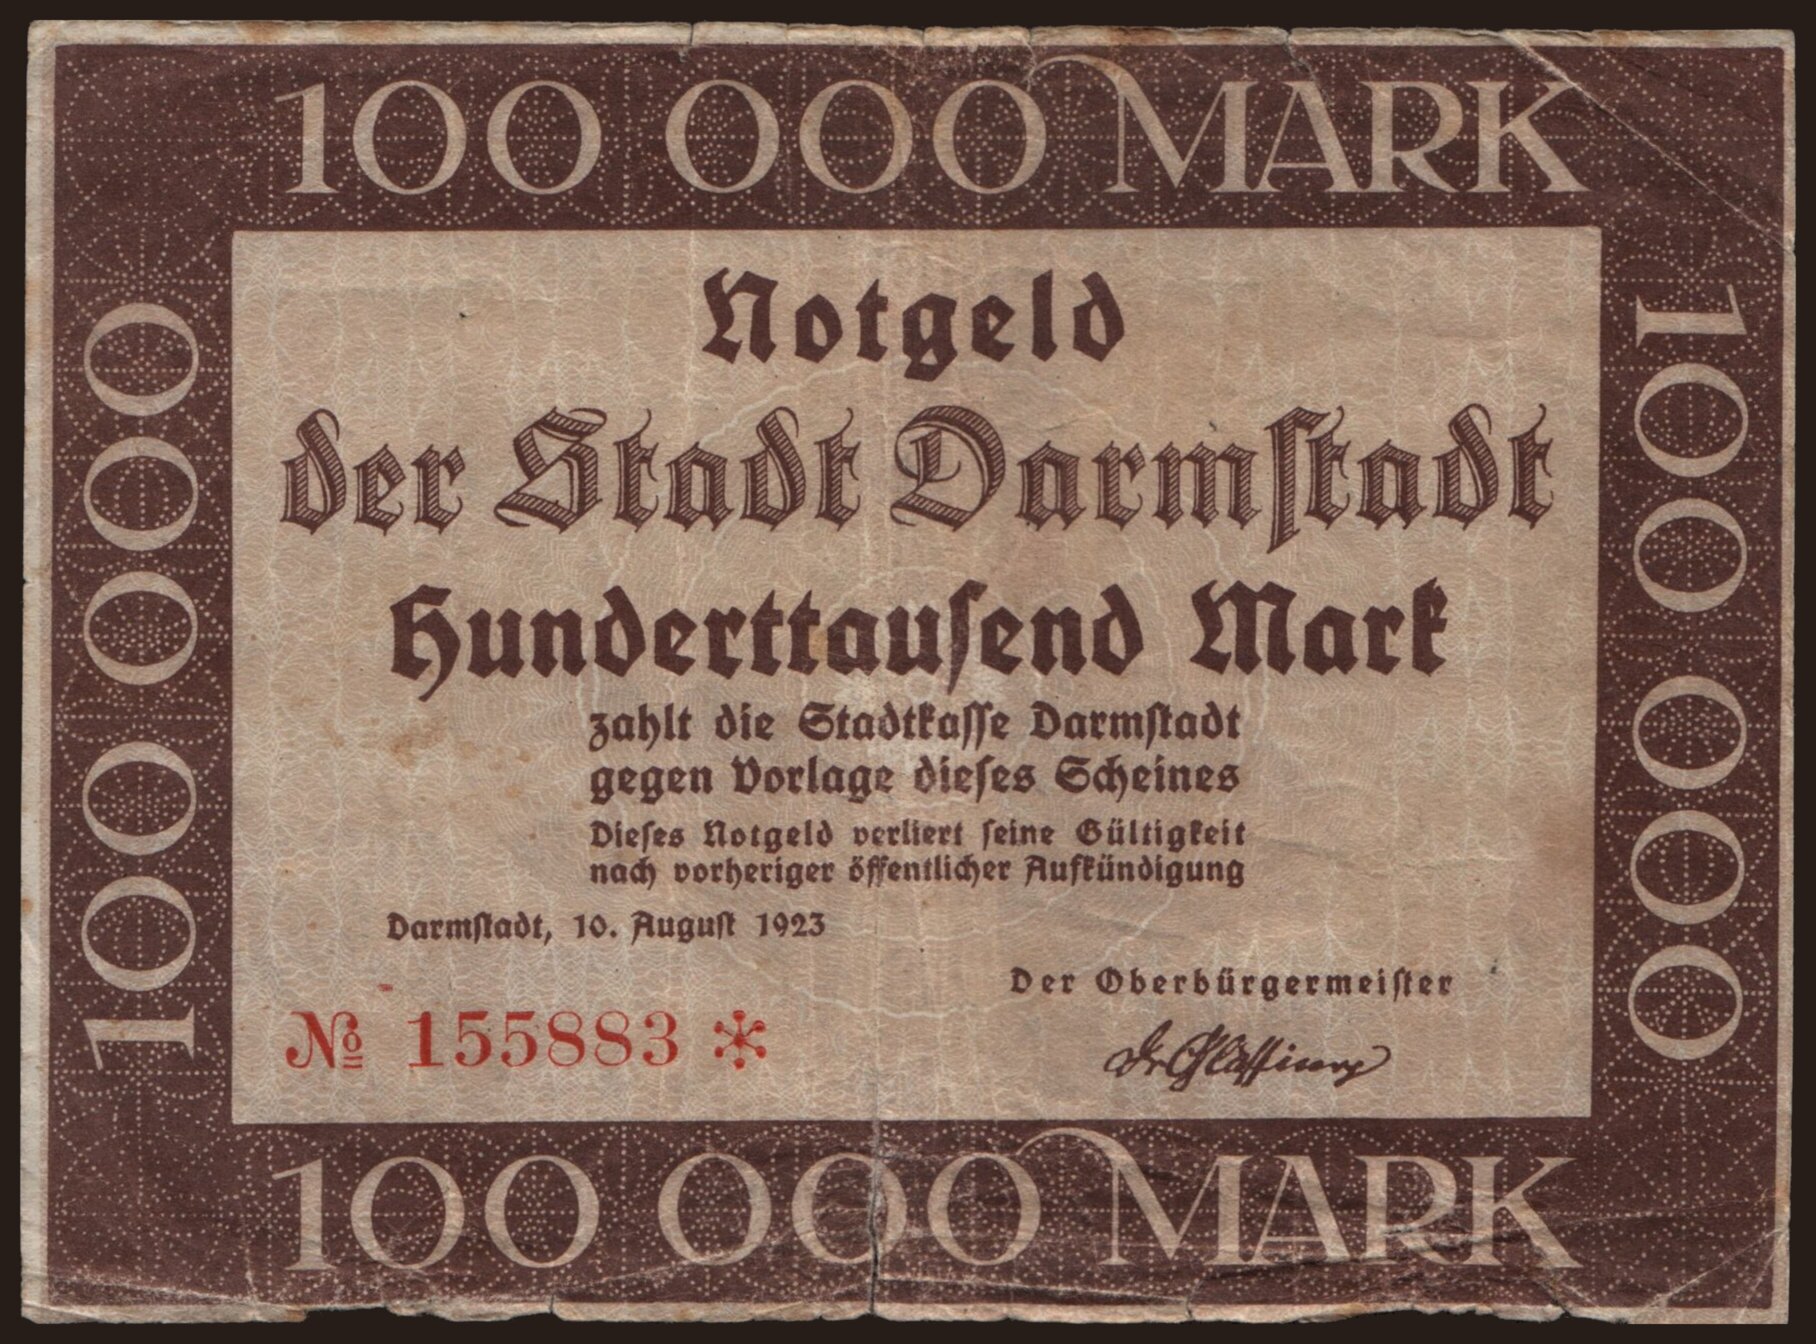 100 000 MARK
100 000
100 000
Notgeld
der Stadt Darmstadt
Hunderttausend Mark
zahlt die Stadtkasse Darmstadt
gegen Vorlage dieses Scheines
Dieses Notgeld verliert seine Gültigkeit
nach vorheriger öffentlicher Aufkündigung
Darmstadt, 10. August 1923
Der Oberbürgermeister
№ 155883 *
Dr Glässing
100 000 MARK